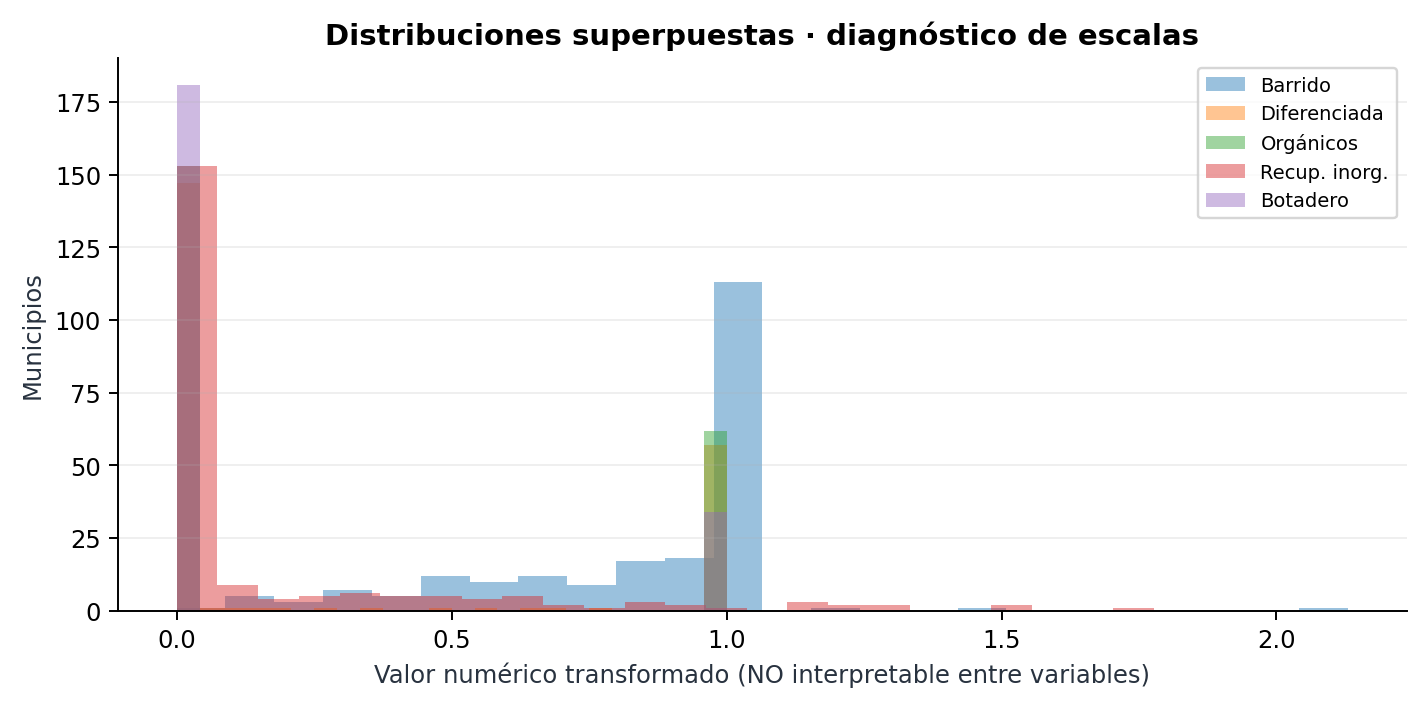 Distribuciones superpuestas · diagnóstico de escalas
Barrido
Diferenciada
Orgánicos
Recup. inorg.
Botadero
Municipios
175
150
125
100
75
50
25
0
0.0
0.5
1.0
1.5
2.0
Valor numérico transformado (NO interpretable entre variables)